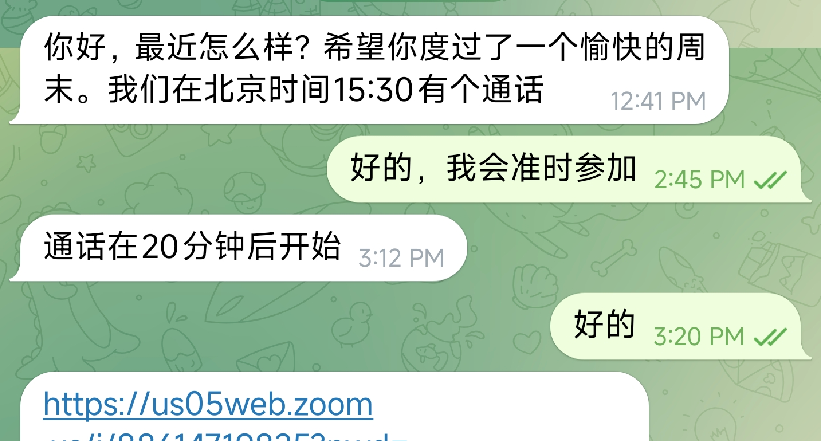 你好，最近怎么样？希望你度过了一个愉快的周
末。我们在北京时间15:30有个通话
12:41 PM
好的，我会准时参加
2:45 PM
通话在20分钟后开始
3:12 PM
好的
3:20 PM
https://us05web.zoom